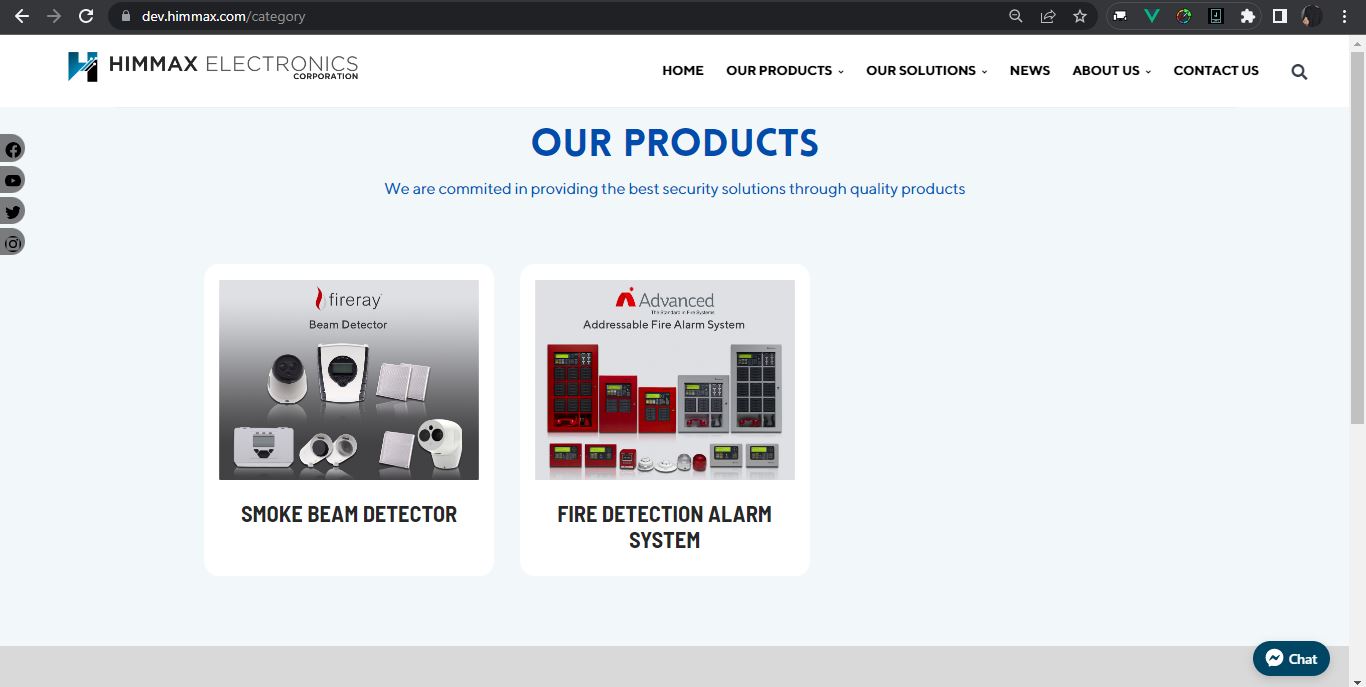 dev.himmax.com/category
HIMMAX ELECTRONICS
CORPORATION
HOME OUR PRODUCTS OUR SOLUTIONS NEWS ABOUT US CONTACT US
OUR PRODUCTS
We are commited in providing the best security solutions through quality products
fireray
Beam Detector
Advanced
The Standard in Fire Systems
Addressable Fire Alarm System
SMOKE BEAM DETECTOR
FIRE DETECTION ALARM
SYSTEM
Chat